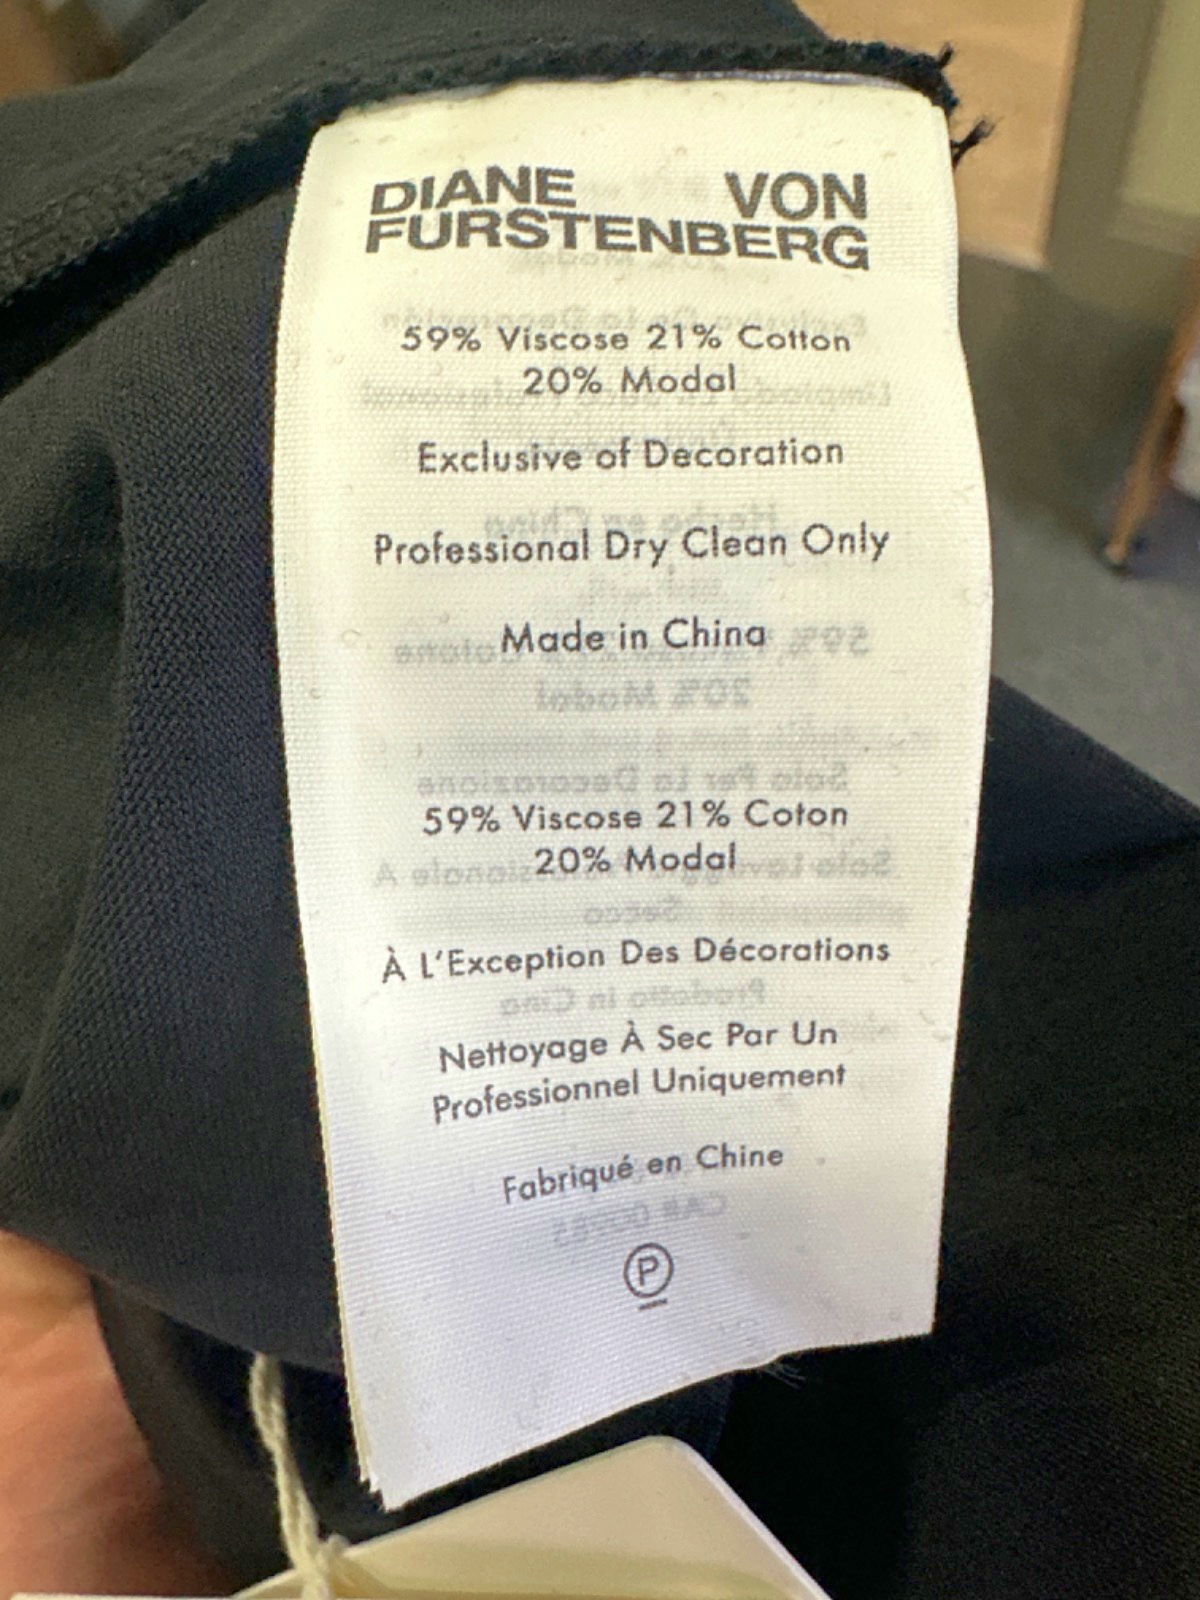 DIANE VON
FURSTENBERG
59% Viscose 21% Cotton
20% Modal
Exclusive of Decoration
Professional Dry Clean Only
Made in China
59% Viscose 21% Coton
20% Modal
À L'Exception Des Décorations
Nettoyage À Sec Par Un
Professionnel Uniquement
Fabriqué en Chine
P